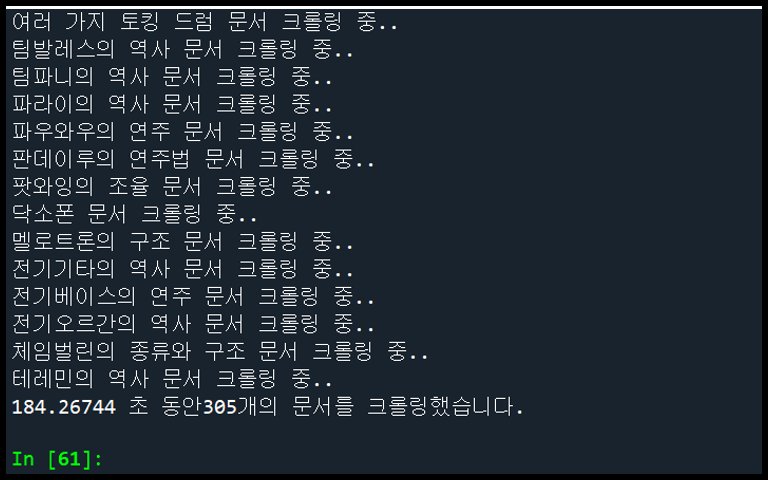 여러 가지 토킹 드럼 문서 크롤링 중..
팀발레스의 역사 문서 크롤링 중..
팀파니의 역사 문서 크롤링 중..
파라이의 역사 문서 크롤링 중..
파우와우의 연주 문서 크롤링 중..
판데이루의 연주법 문서 크롤링 중..
팟와잉의 조율 문서 크롤링 중..
닥소폰 문서 크롤링 중..
멜로트론의 구조 문서 크롤링 중..
전기기타의 역사 문서 크롤링 중..
전기베이스의 연주 문서 크롤링 중..
전기오르간의 역사 문서 크롤링 중..
체임벌린의 종류와 구조 문서 크롤링 중..
테레민의 역사 문서 크롤링 중..
184.26744 초 동안305개의 문서를 크롤링했습니다.
In [61]: